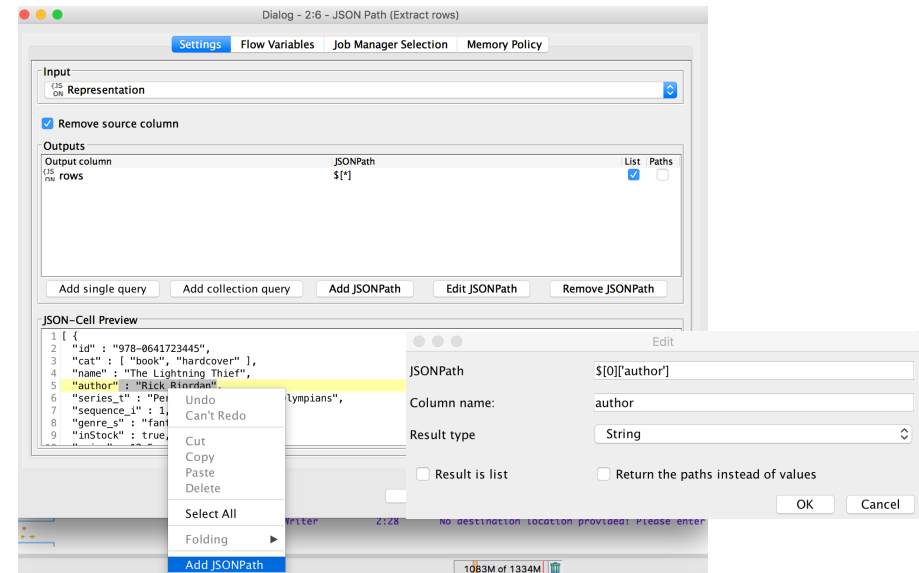 Dialog - 2:6 - JSON Path (Extract rows)
Settings Flow Variables Job Manager Selection Memory Policy
Input
{JS ON Representation
Remove source column
Outputs
Output column JSONPath List Paths
{JS ON rows $[*]
Add single query Add collection query Add JSONPath Edit JSONPath Remove JSONPath
JSON-Cell Preview
1 [ {
2 "id" : "978-0641723445",
3 "cat" : [ "book", "hardcover" ],
4 "name" : "The Lightning Thief",
5 "author" : "Rick Riordan",
6 "series_t" : "Per lympians",
7 "sequence_i" : 1,
8 "genre_s" : "fant
9 "inStock" : true,
Undo
Can't Redo
Cut
Copy
Paste
Delete
Select All
Folding
Add JSONPath
Edit
JSONPath $[0]['author']
Column name: author
Result type String
Result is list Return the paths instead of values
OK Cancel
Writer 2:28 No destination location provided! Please enter
1083M of 1334M